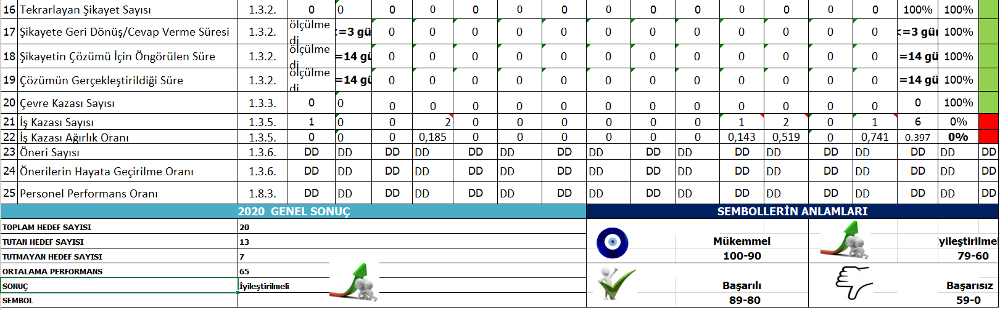 16 Tekrarlayan Şikayet Sayısı 1.3.2. 0 0 0 0 0 0 0 0 0 0 0 0 0 0 100% 100%
17 Şikayete Geri Dönüş/Cevap Verme Süresi 1.3.2. ölçülme di <=3 gü 0 0 0 0 0 0 0 0 0 0 0 0 <=3 gün 100%
18 Şikayetin Çözümü İçin Öngörülen Süre 1.3.2. ölçülme di =14 gü 0 0 0 0 0 0 0 0 0 0 0 0 =14 gü 100%
19 Çözümün Gerçekleştirildiği Süre 1.3.2. ölçülme di =14 gü 0 0 0 0 0 0 0 0 0 0 0 0 =14 gü 100%
20 Çevre Kazası Sayısı 1.3.3. 0 0 0 0 0 0 0 0 0 0 0 0 0 0 0 100%
21 İş Kazası Sayısı 1.3.5. 1 0 0 2 0 0 0 0 0 0 1 2 0 1 6 0%
22 İş Kazası Ağırlık Oranı 1.3.5. 0 0 0 0,185 0 0 0 0 0 0 0,143 0,519 0 0,741 0.397 0%
23 Öneri Sayısı 1.3.6. DD DD DD DD DD DD DD DD DD DD DD DD DD DD DD DD DD
24 Önerilerin Hayata Geçirilme Oranı 1.3.6. DD DD DD DD DD DD DD DD DD DD DD DD DD DD DD DD DD
25 Personel Performans Oranı 1.8.3. DD DD DD DD DD DD DD DD DD DD DD DD DD DD DD DD DD
2020 GENEL SONUÇ
TOPLAM HEDEF SAYISI 20
TUTAN HEDEF SAYISI 13
TUTMAYAN HEDEF SAYISI 7
ORTALAMA PERFORMANS 65
SONUÇ İyileştirilmeli
SEMBOL
SEMBOLLERİN ANLAMLARI
Mükemmel
100-90
yileştirilmel
79-60
Başarılı
89-80
Başarısız
59-0